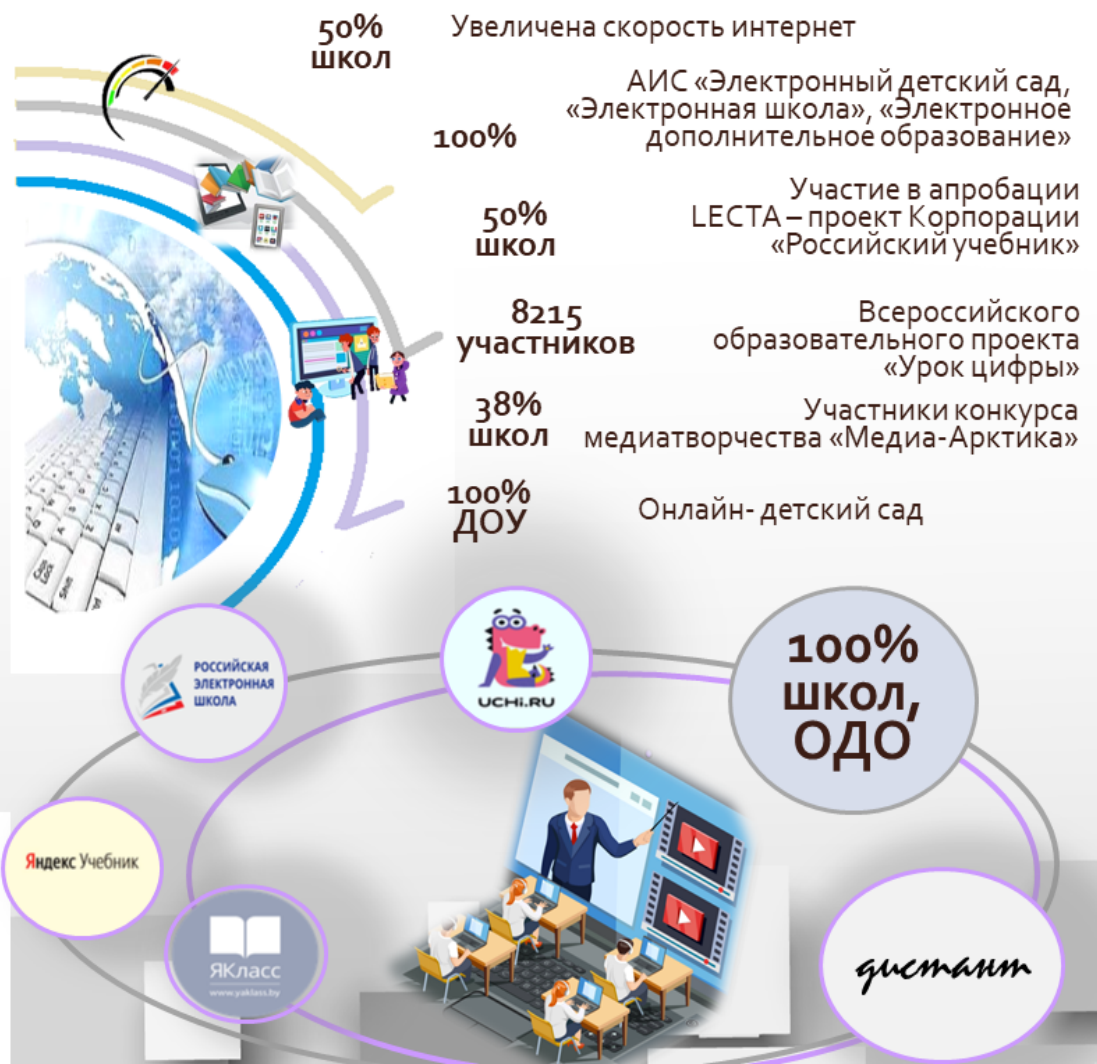 50%
школ
Увеличена скорость интернет
100%
АИС «Электронный детский сад,
«Электронная школа», «Электронное
дополнительное образование»
50%
школ
Участие в апробации
LECTA – проект Корпорации
«Российский учебник»
8215
участников
Всероссийского
образовательного проекта
«Урок цифры»
38%
школ
Участники конкурса
медиатворчества «Медиа-Арктика»
100%
ДОУ
Онлайн- детский сад
РОССИЙСКАЯ
ЭЛЕКТРОННАЯ
ШКОЛА
UCHi.RU
100%
школ,
ОДО
Яндекс Учебник
ЯКласс
www.yaklass.by
дистант